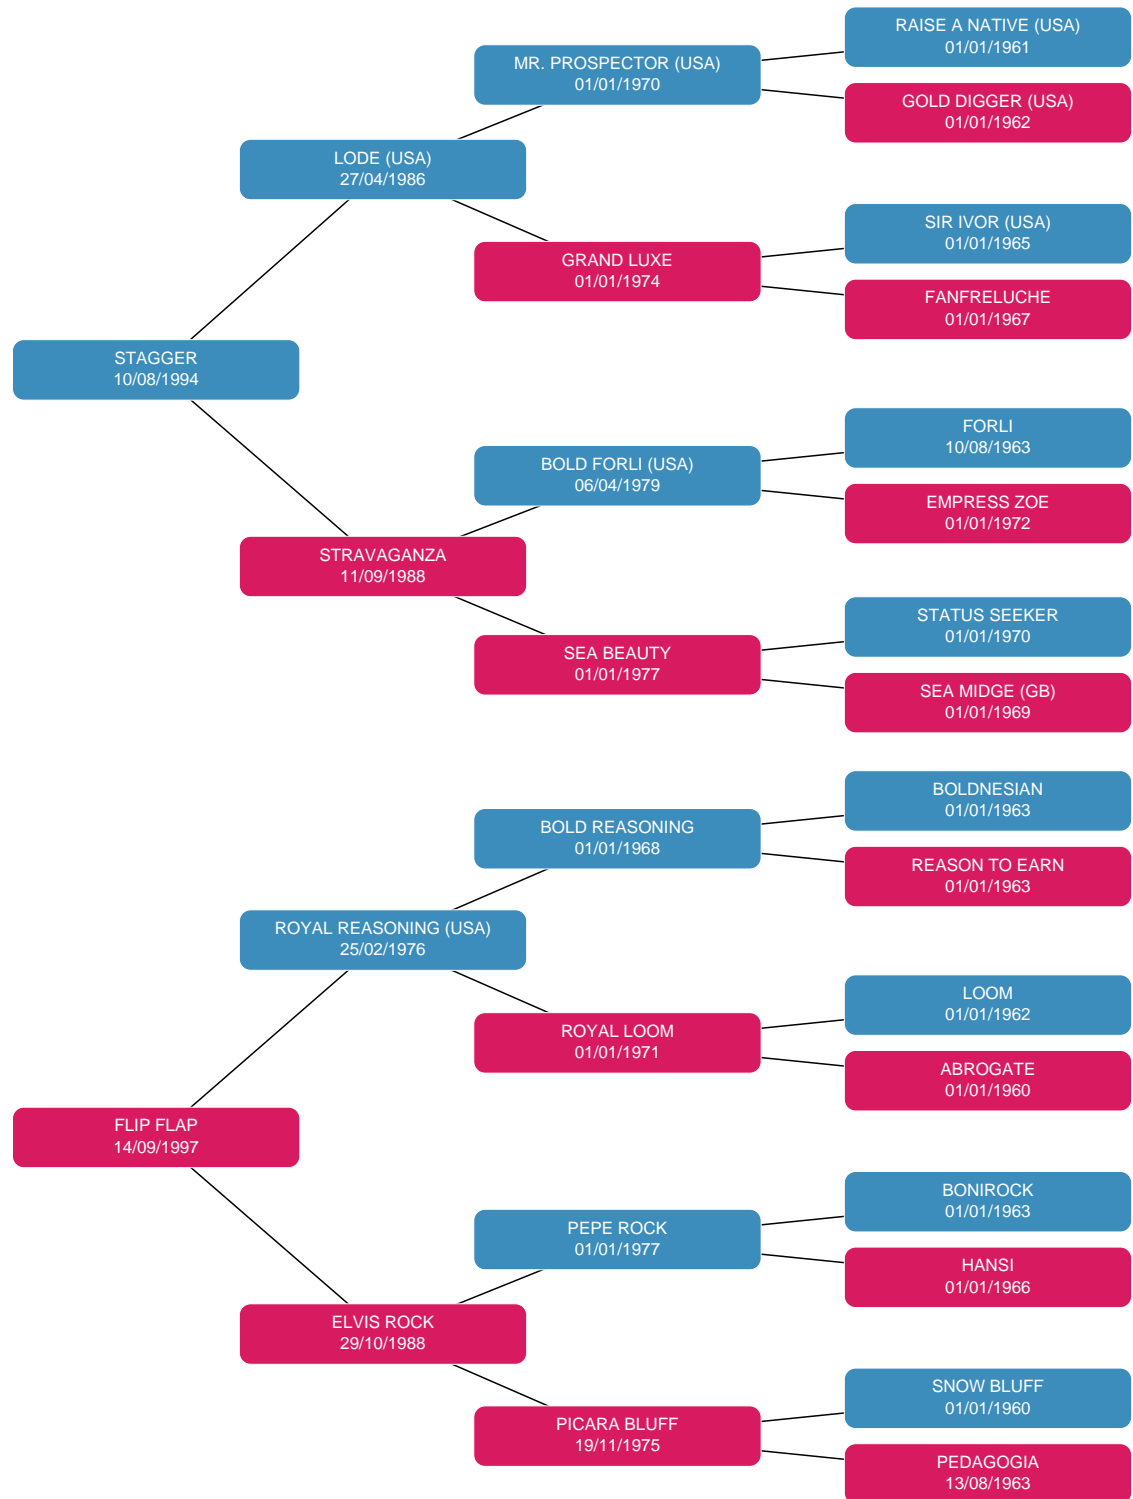 RAISE A NATIVE (USA)
01/01/1961
MR. PROSPECTOR (USA)
01/01/1970
GOLD DIGGER (USA)
01/01/1962
LODE (USA)
27/04/1986
SIR IVOR (USA)
01/01/1965
GRAND LUXE
01/01/1974
FANFRELUCHE
01/01/1967
STAGGER
10/08/1994
FORLI
10/08/1963
BOLD FORLI (USA)
06/04/1979
EMPRESS ZOE
01/01/1972
STRAVAGANZA
11/09/1988
STATUS SEEKER
01/01/1970
SEA BEAUTY
01/01/1977
SEA MIDGE (GB)
01/01/1969
BOLDNESIAN
01/01/1963
BOLD REASONING
01/01/1968
REASON TO EARN
01/01/1963
ROYAL REASONING (USA)
25/02/1976
LOOM
01/01/1962
ROYAL LOOM
01/01/1971
ABROGATE
01/01/1960
FLIP FLAP
14/09/1997
BONIROCK
01/01/1963
PEPE ROCK
01/01/1977
HANSI
01/01/1966
ELVIS ROCK
29/10/1988
SNOW BLUFF
01/01/1960
PICARA BLUFF
19/11/1975
PEDAGOGIA
13/08/1963